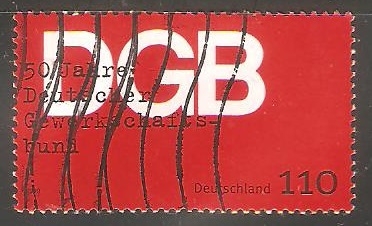 DGB
50 Jahre
Deutscher
Gewerkschafts-
bund
Deutschland 110